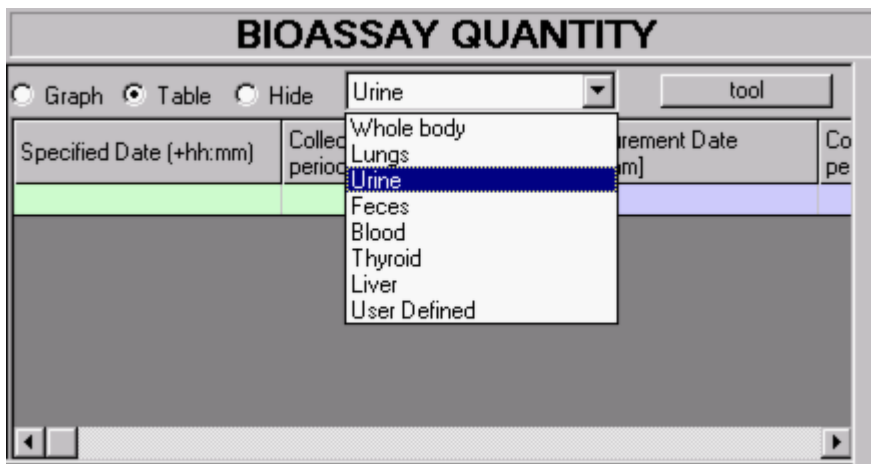 BIOASSAY QUANTITY
Graph Table Hide Urine tool
Specified Date (+hh:mm)
Whole body
Lungs
Urine
Feces
Blood
Thyroid
Liver
User Defined
Date